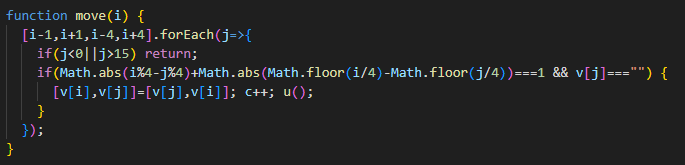 function move(i) {
  [i-1,i+1,i-4,i+4].forEach(j=>{
    if(j<0||j>15) return;
    if(Math.abs(i%4-j%4)+Math.abs(Math.floor(i/4)-Math.floor(j/4))===1 && v[j]==="") {
      [v[i],v[j]]=[v[j],v[i]]; c++; u();
    }
  });
}